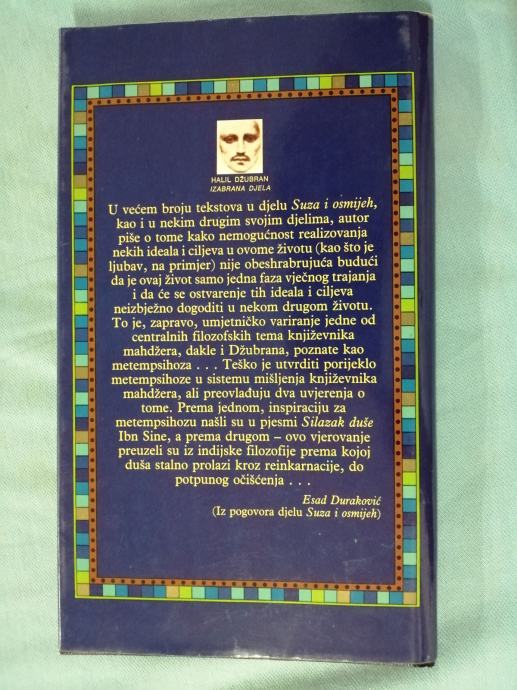 HALIL DŽUBRAN
IZABRANA DJELA
U većem broju tekstova u djelu Suza i osmijeh,
kao i u nekim drugim svojim djelima, autor
piše o tome kako nemogućnost realizovanja
nekih ideala i ciljeva u ovome životu (kao što je
ljubav, na primjer) nije obeshrabrujuća budući
da je ovaj život samo jedna faza vječnog trajanja
i da će se ostvarenje tih ideala i ciljeva
neizbježno dogoditi u nekom drugom životu.
To je, zapravo, umjetničko variranje jedne od
centralnih filozofskih tema književnika
mahdžera, dakle i Džubrana, poznate kao
metempsihoza . . . Teško je utvrditi porijeklo
metempsihoze u sistemu mišljenja književnika
mahdžera, ali preovladuju dva uvjerenja o
tome. Prema jednom, inspiraciju za
metempsihozu našli su u pjesmi Silazak duše
Ibn Sine, a prema drugom – ovo vjerovanje
preuzeli su iz indijske filozofije prema kojoj
duša stalno prolazi kroz reinkarnacije, do
potpunog očišćenja . . .
Esad Duraković
(Iz pogovora djelu Suza i osmijeh)